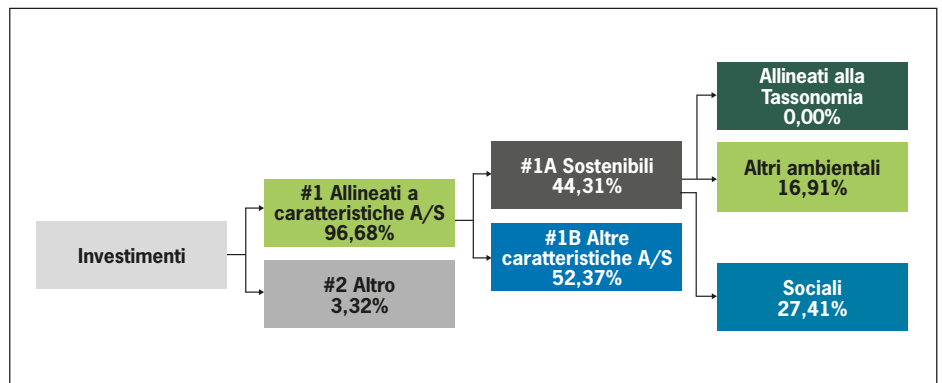 Investimenti
#1 Allineati a
caratteristiche A/S
96,68%
#2 Altro
3,32%
#1A Sostenibili
44,31%
#1B Altre
caratteristiche A/S
52,37%
Allineati alla
Tassonomia
0,00%
Altri ambientali
16,91%
Sociali
27,41%